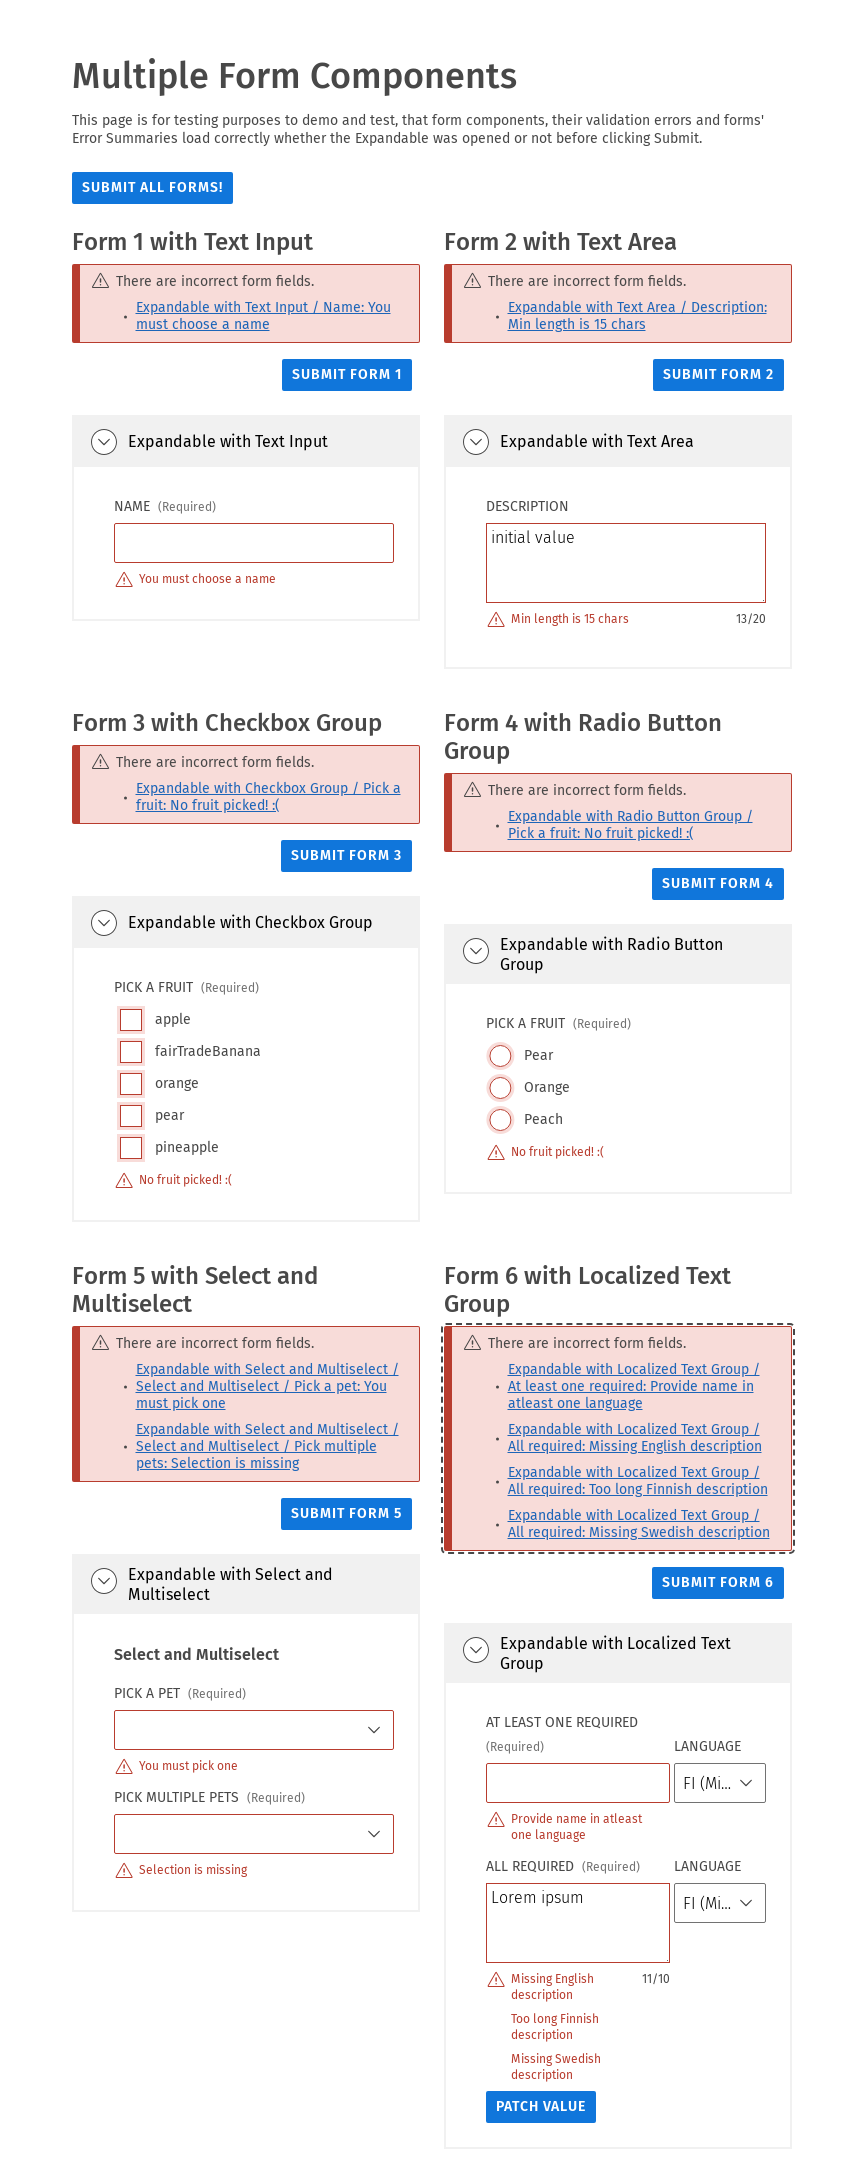 Multiple Form Components
This page is for testing purposes to demo and test, that form components, their validation errors and forms'
Error Summaries load correctly whether the Expandable was opened or not before clicking Submit.
SUBMIT ALL FORMS!
Form 1 with Text Input
There are incorrect form fields.
Expandable with Text Input / Name: You
must choose a name
SUBMIT FORM 1
Expandable with Text Input
NAME (Required)
You must choose a name
Form 2 with Text Area
There are incorrect form fields.
Expandable with Text Area / Description:
Min length is 15 chars
SUBMIT FORM 2
Expandable with Text Area
DESCRIPTION
initial value
Min length is 15 chars 13/20
Form 3 with Checkbox Group
There are incorrect form fields.
Expandable with Checkbox Group / Pick a
fruit: No fruit picked! :(
SUBMIT FORM 3
Expandable with Checkbox Group
PICK A FRUIT (Required)
apple
fairTradeBanana
orange
pear
pineapple
No fruit picked! :(
Form 4 with Radio Button
Group
There are incorrect form fields.
Expandable with Radio Button Group /
Pick a fruit: No fruit picked! :(
SUBMIT FORM 4
Expandable with Radio Button
Group
PICK A FRUIT (Required)
Pear
Orange
Peach
No fruit picked! :(
Form 5 with Select and
Multiselect
There are incorrect form fields.
Expandable with Select and Multiselect /
Select and Multiselect / Pick a pet: You
must pick one
Expandable with Select and Multiselect /
Select and Multiselect / Pick multiple
pets: Selection is missing
SUBMIT FORM 5
Expandable with Select and
Multiselect
Select and Multiselect
PICK A PET (Required)
You must pick one
PICK MULTIPLE PETS (Required)
Selection is missing
Form 6 with Localized Text
Group
There are incorrect form fields.
Expandable with Localized Text Group /
At least one required: Provide name in
atleast one language
Expandable with Localized Text Group /
All required: Missing English description
Expandable with Localized Text Group /
All required: Too long Finnish description
Expandable with Localized Text Group /
All required: Missing Swedish description
SUBMIT FORM 6
Expandable with Localized Text
Group
AT LEAST ONE REQUIRED
(Required) LANGUAGE
FI (Mi...
Provide name in atleast
one language
ALL REQUIRED (Required) LANGUAGE
Lorem ipsum FI (Mi...
Missing English 11/10
description
Too long Finnish
description
Missing Swedish
description
PATCH VALUE